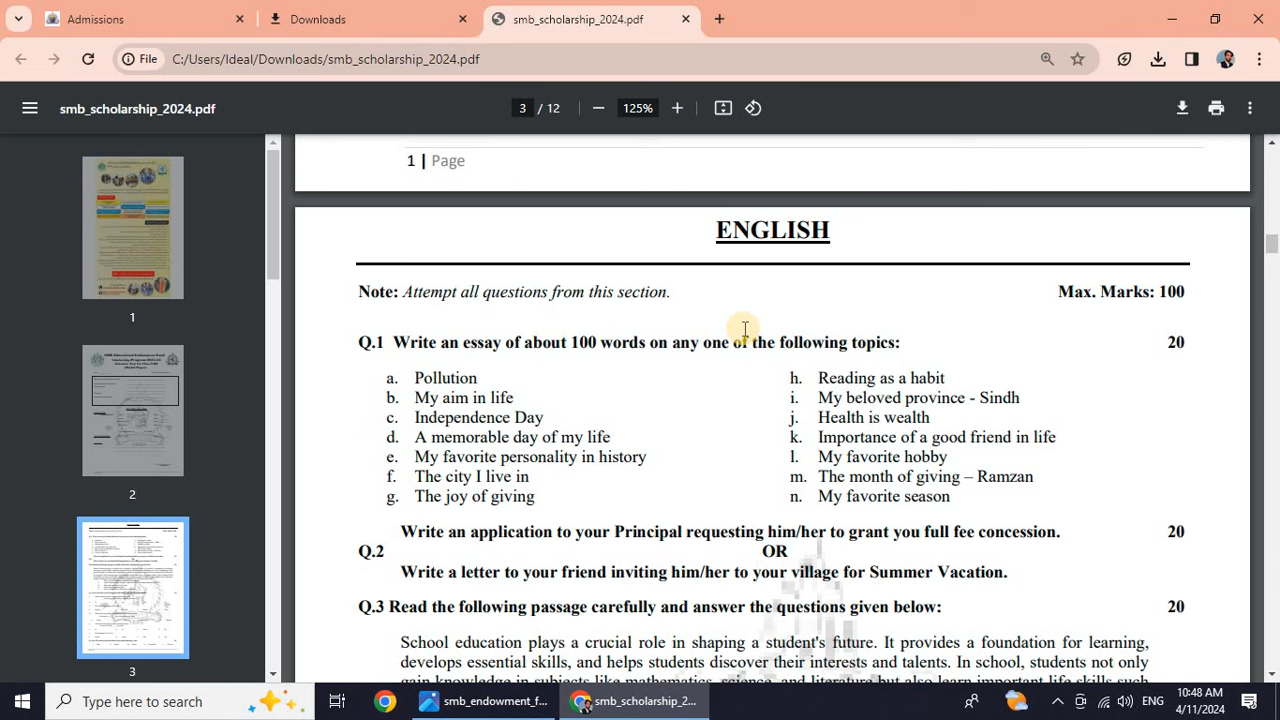 Admissions
Downloads
smb_scholarship_2024.pdf
File
C:/Users/Ideal/Downloads/smb_scholarship_2024.pdf
smb_scholarship_2024.pdf
3 / 12
125%
1
2
3
1 | Page
ENGLISH
Note: Attempt all questions from this section. Max. Marks: 100
Q.1 Write an essay of about 100 words on any one of the following topics: 20
a. Pollution
b. My aim in life
c. Independence Day
d. A memorable day of my life
e. My favorite personality in history
f. The city I live in
g. The joy of giving
h. Reading as a habit
i. My beloved province - Sindh
j. Health is wealth
k. Importance of a good friend in life
l. My favorite hobby
m. The month of giving – Ramzan
n. My favorite season
Write an application to your Principal requesting him/her to grant you full fee concession. 20
Q.2 OR
Write a letter to your friend inviting him/her to your village for Summer Vacation.
Q.3 Read the following passage carefully and answer the questions given below: 20
School education plays a crucial role in shaping a student's future. It provides a foundation for learning,
develops essential skills, and helps students discover their interests and talents. In school, students not only
gain knowledge in subjects like mathematics, science, and literature but also learn important life skills such
Type here to search
smb_endowment_f...
smb_scholarship_2...
ENG
10:48 AM
4/11/2024